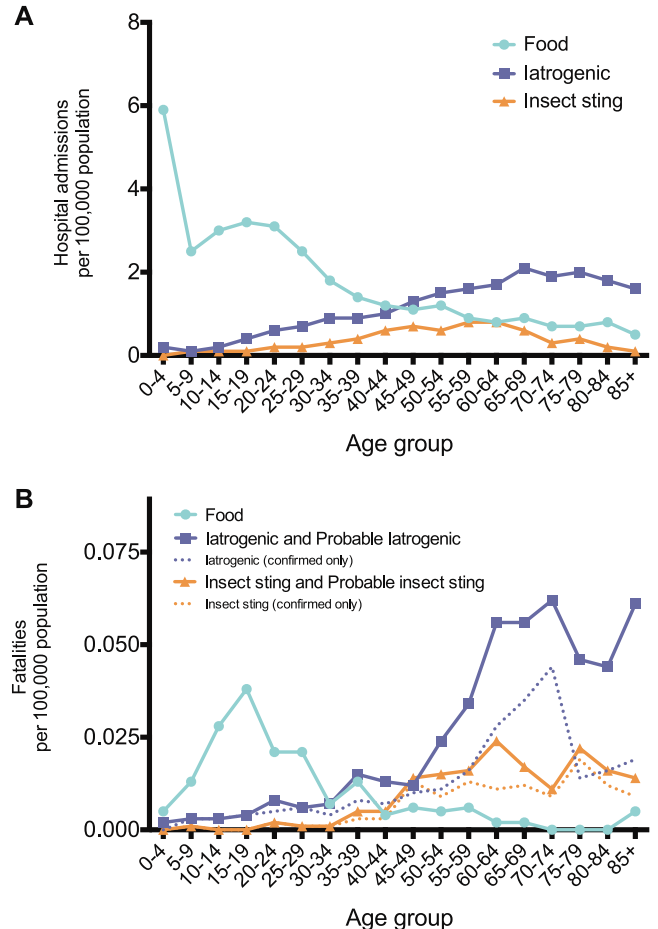 A
8
6
4
2
0
Hospital admissions
per 100,000 population
Food
Iatrogenic
Insect sting
0-4
5-9
10-14
15-19
20-24
25-29
30-34
35-39
40-44
45-49
50-54
55-59
60-64
65-69
70-74
75-79
80-84
85+
Age group
B
0.075
0.050
0.025
0.000
Fatalities
per 100,000 population
Food
Iatrogenic and Probable Iatrogenic
Iatrogenic (confirmed only)
Insect sting and Probable insect sting
Insect sting (confirmed only)
0-4
5-9
10-14
15-19
20-24
25-29
30-34
35-39
40-44
45-49
50-54
55-59
60-64
65-69
70-74
75-79
80-84
85+
Age group